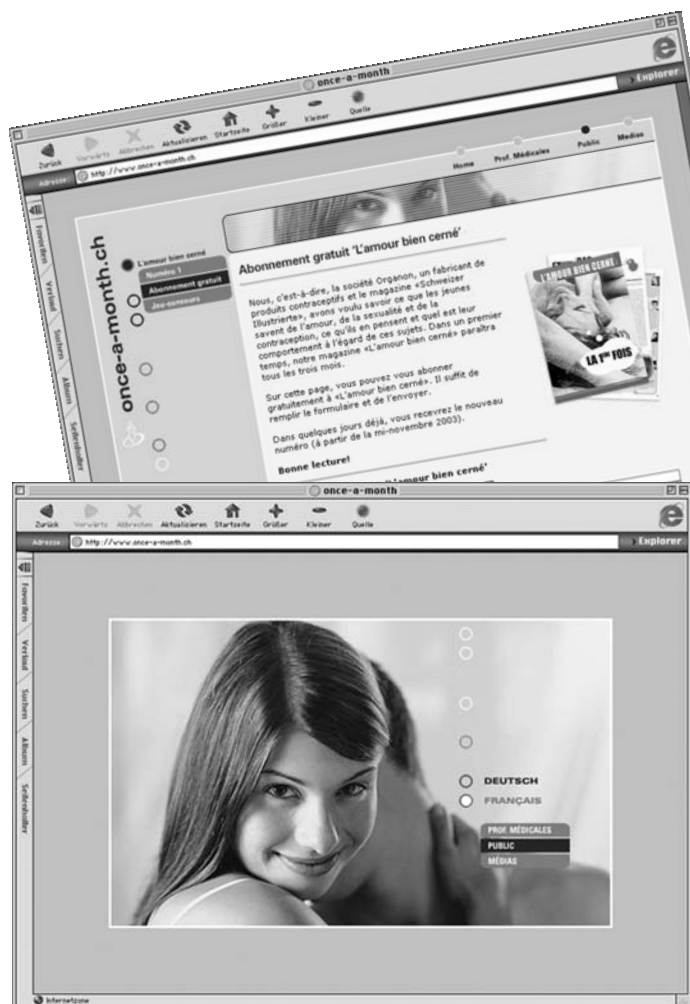 once-a-month
Explorer
Zurück Vorwärts Abbrechen Aktualisieren Startseite Größer Kleiner Quelle
Adresse: http://www.once-a-month.ch
Home Prof. Médicales Public Medias
Favoriten
Verlauf
Suchen
Album
Seitenhalter
once-a-month.ch
L'amour bien cerné
Numéro 1
Abonnement gratuit
Jeu-concours
Abonnement gratuit 'L'amour bien cerné'
Nous, c'est-à-dire, la société Organon, un fabricant de
produits contraceptifs et le magazine «Schweizer
Illustrierte», avons voulu savoir ce que les jeunes
savent de l'amour, de la sexualité et de la
contraception, ce qu'ils en pensent et quel est leur
comportement à l'égard de ces sujets. Dans un premier
temps, notre magazine «L'amour bien cerné» paraîtra
tous les trois mois.
Sur cette page, vous pouvez vous abonner
gratuitement à «L'amour bien cerné». Il suffit de
remplir le formulaire et de l'envoyer.
Dans quelques jours déjà, vous recevrez le nouveau
numéro (à partir de la mi-novembre 2003).
Bonne lecture!
'L'amour bien cerné'
L'AMOUR BIEN CERNÉ
LA 1ÈRE FOIS
once-a-month
Zurück Vorwärts Abbrechen Aktualisieren Startseite Größer Kleiner Quelle
Adresse: http://www.once-a-month.ch
Explorer
Favoriten
Verlauf
Suchen
Album
Seitenhalter
DEUTSCH
FRANÇAIS
PROF. MÉDICALES
PUBLIC
MÉDIAS
Internetzone